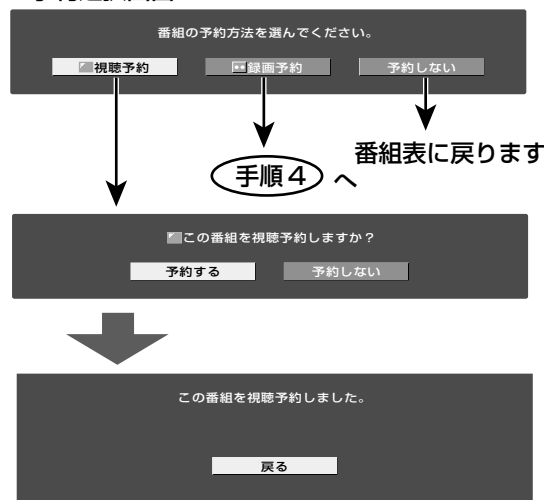 番組の予約方法を選んでください。
視聴予約 録画予約 予約しない
番組表に戻ります
手順4 へ
この番組を視聴予約しますか？
予約する 予約しない
この番組を視聴予約しました。
戻る